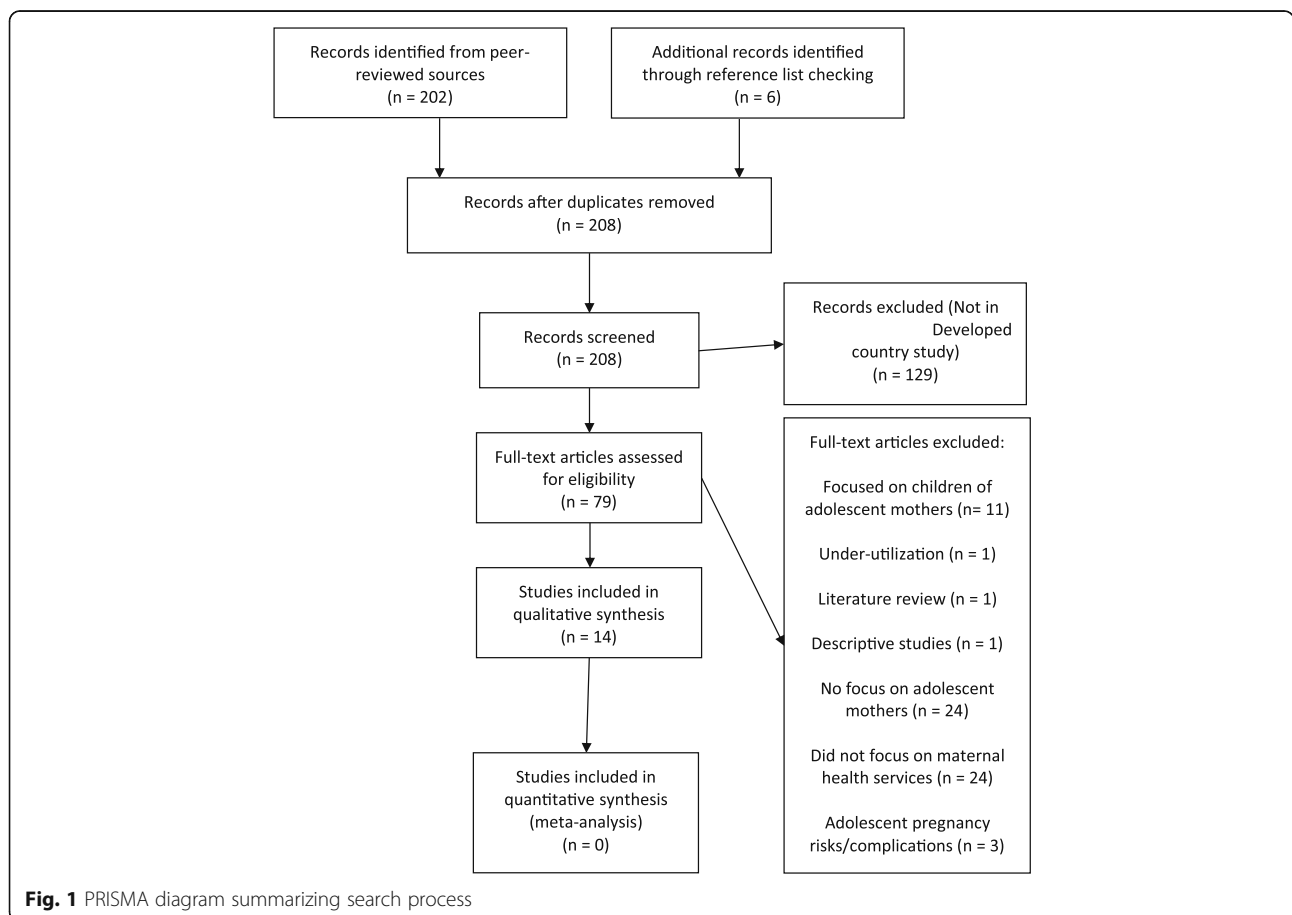 Records identified from peer-
reviewed sources
(n = 202)
Additional records identified
through reference list checking
(n = 6)
Records after duplicates removed
(n = 208)
Records screened
(n = 208)
Records excluded (Not in
Developed
country study)
(n = 129)
Full-text articles assessed
for eligibility
(n = 79)
Full-text articles excluded:
Focused on children of
adolescent mothers (n= 11)
Under-utilization (n = 1)
Literature review (n = 1)
Descriptive studies (n = 1)
No focus on adolescent
mothers (n = 24)
Did not focus on maternal
health services (n = 24)
Adolescent pregnancy
risks/complications (n = 3)
Studies included in
qualitative synthesis
(n = 14)
Studies included in
quantitative synthesis
(meta-analysis)
(n = 0)
Fig. 1 PRISMA diagram summarizing search process